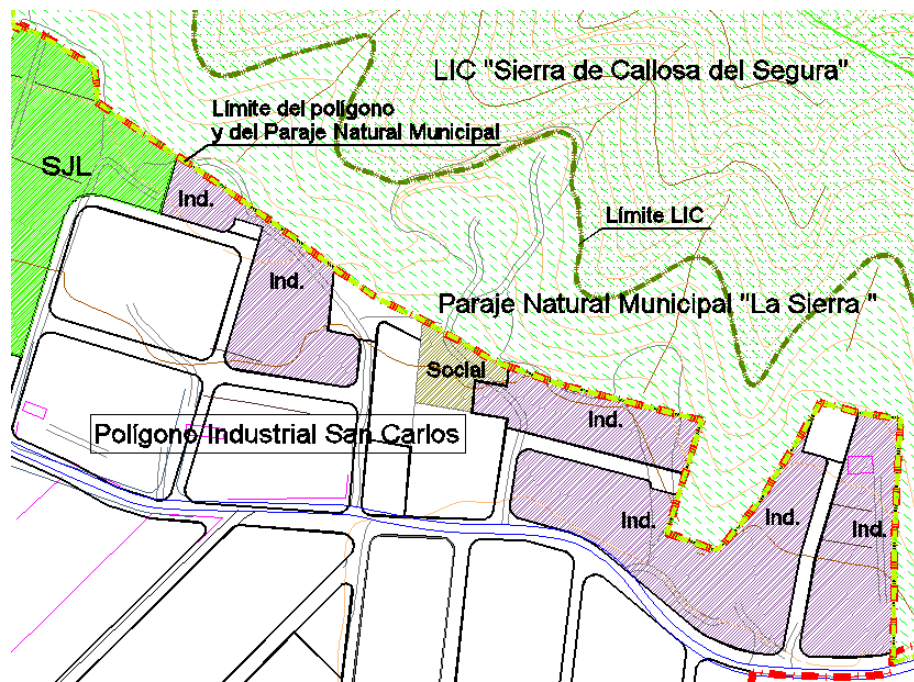 LIC "Sierra de Callosa del Segura"
Límite del polígono
y del Paraje Natural Municipal
SJL
Ind.
Límite LIC
Ind.
Paraje Natural Municipal "La Sierra "
Social
Ind.
Polígono Industrial San Carlos
Ind.
Ind.
Ind.